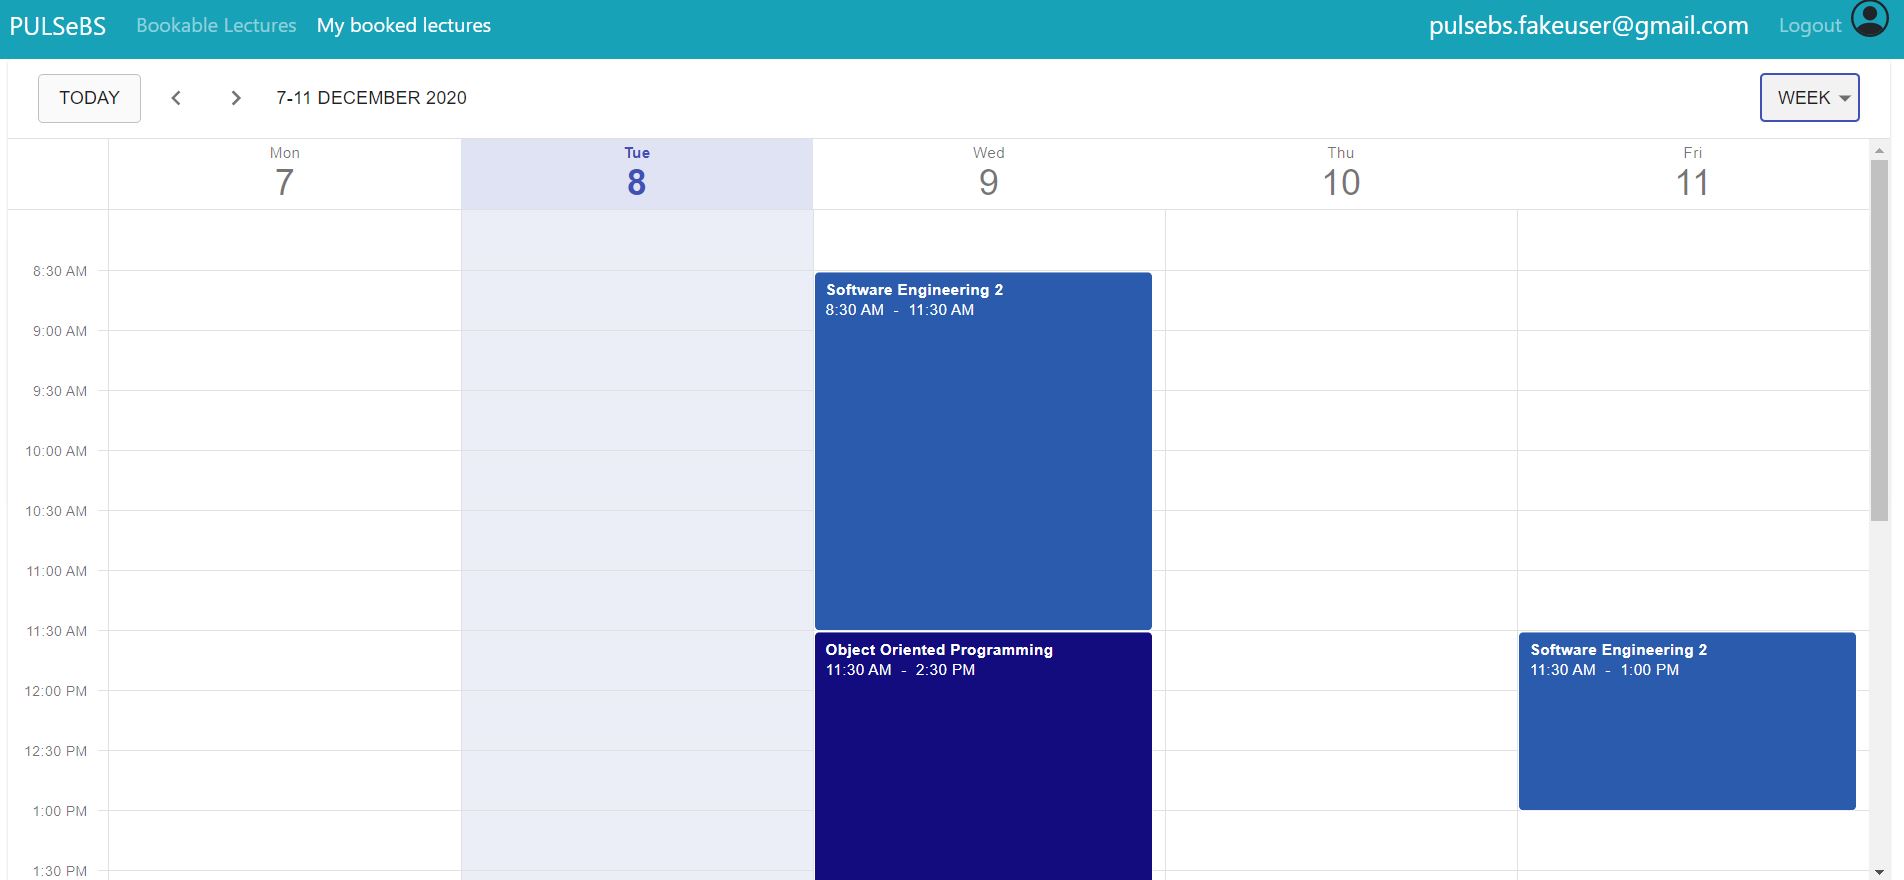 PULSeBS Bookable Lectures My booked lectures pulsebs.fakeuser@gmail.com Logout
TODAY 7-11 DECEMBER 2020 WEEK
Mon Tue Wed Thu Fri
7 8 9 10 11
8:30 AM
Software Engineering 2
8:30 AM - 11:30 AM
9:00 AM
9:30 AM
10:00 AM
10:30 AM
11:00 AM
11:30 AM
Object Oriented Programming Software Engineering 2
11:30 AM - 2:30 PM 11:30 AM - 1:00 PM
12:00 PM
12:30 PM
1:00 PM
1:30 PM